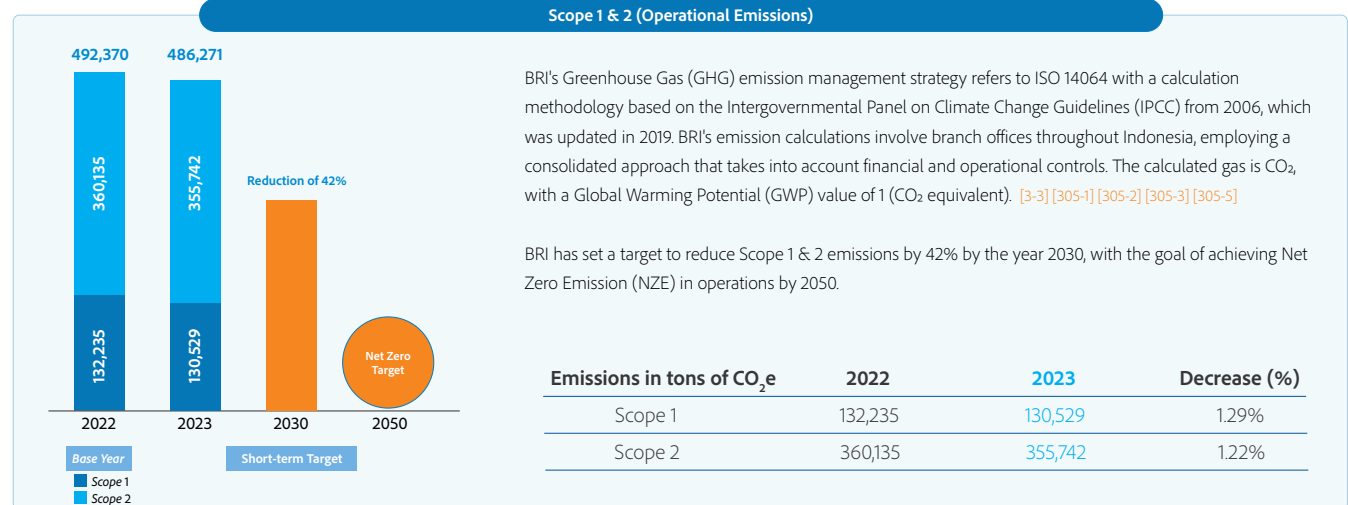 Scope 1 & 2 (Operational Emissions)
492,370
486,271
360,135
355,742
132,235
130,529
Reduction of 42%
Net Zero
Target
2022
2023
2030
2050
Base Year
Short-term Target
Scope 1
Scope 2
BRI's Greenhouse Gas (GHG) emission management strategy refers to ISO 14064 with a calculation
methodology based on the Intergovernmental Panel on Climate Change Guidelines (IPCC) from 2006, which
was updated in 2019. BRI's emission calculations involve branch offices throughout Indonesia, employing a
consolidated approach that takes into account financial and operational controls. The calculated gas is CO₂,
with a Global Warming Potential (GWP) value of 1 (CO₂ equivalent). [3-3] [305-1] [305-2] [305-3] [305-5]
BRI has set a target to reduce Scope 1 & 2 emissions by 42% by the year 2030, with the goal of achieving Net
Zero Emission (NZE) in operations by 2050.
Emissions in tons of CO₂e 2022 2023 Decrease (%)
Scope 1 132,235 130,529 1.29%
Scope 2 360,135 355,742 1.22%